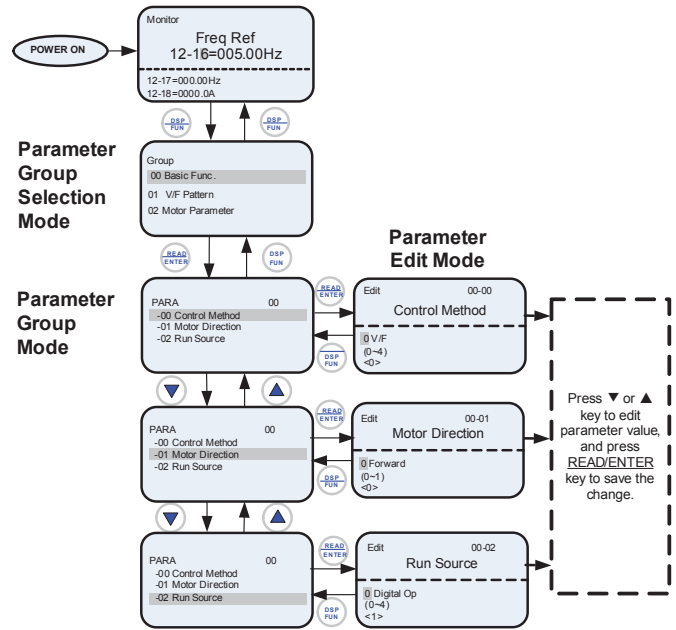 Monitor
Freq Ref
12-16=005.00Hz
12-17=000.00Hz
12-18=0000.0A
POWER ON
DSP
FUN
DSP
FUN
Parameter
Group
Selection
Mode
Group
00 Basic Func.
01 V/F Pattern
02 Motor Parameter
READ
ENTER
DSP
FUN
Parameter
Edit Mode
Parameter
Group
Mode
PARA 00
-00 Control Method
-01 Motor Direction
-02 Run Source
READ
ENTER
DSP
FUN
Edit 00-00
Control Method
0 V/F
(0~4)
<0>
▼ ▲
PARA 00
-00 Control Method
-01 Motor Direction
-02 Run Source
READ
ENTER
DSP
FUN
Edit 00-01
Motor Direction
0 Forward
(0~1)
<0>
▼ ▲
PARA 00
-00 Control Method
-01 Motor Direction
-02 Run Source
READ
ENTER
DSP
FUN
Edit 00-02
Run Source
0 Digital Op
(0~4)
<1>
Press ▼ or ▲
key to edit
parameter value,
and press
READ/ENTER
key to save the
change.